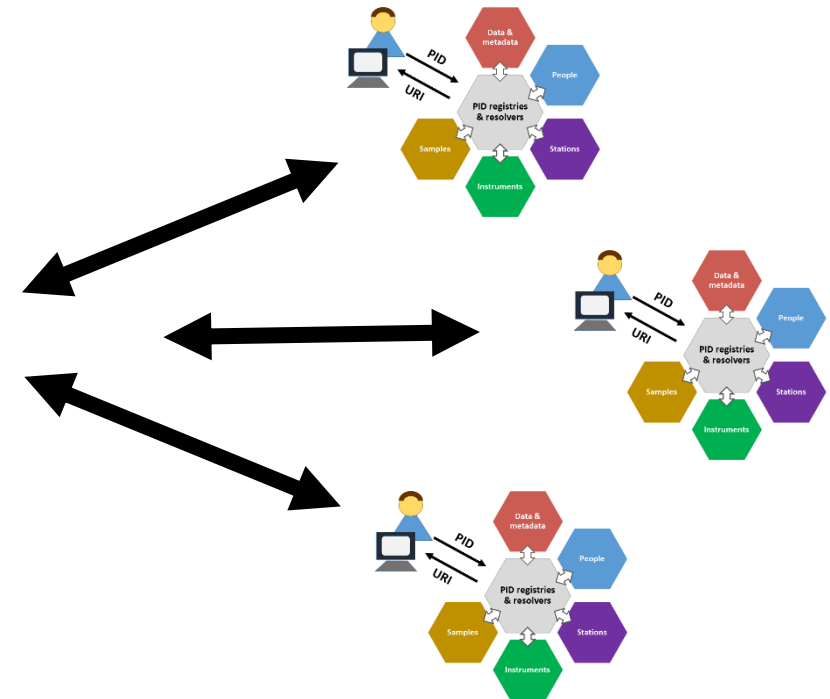 Data &
metadata
PID
URI
People
PID registries
& resolvers
Samples
Stations
Instruments
Data &
metadata
PID
URI
People
PID registries
& resolvers
Samples
Stations
Instruments
Data &
metadata
PID
URI
People
PID registries
& resolvers
Samples
Stations
Instruments